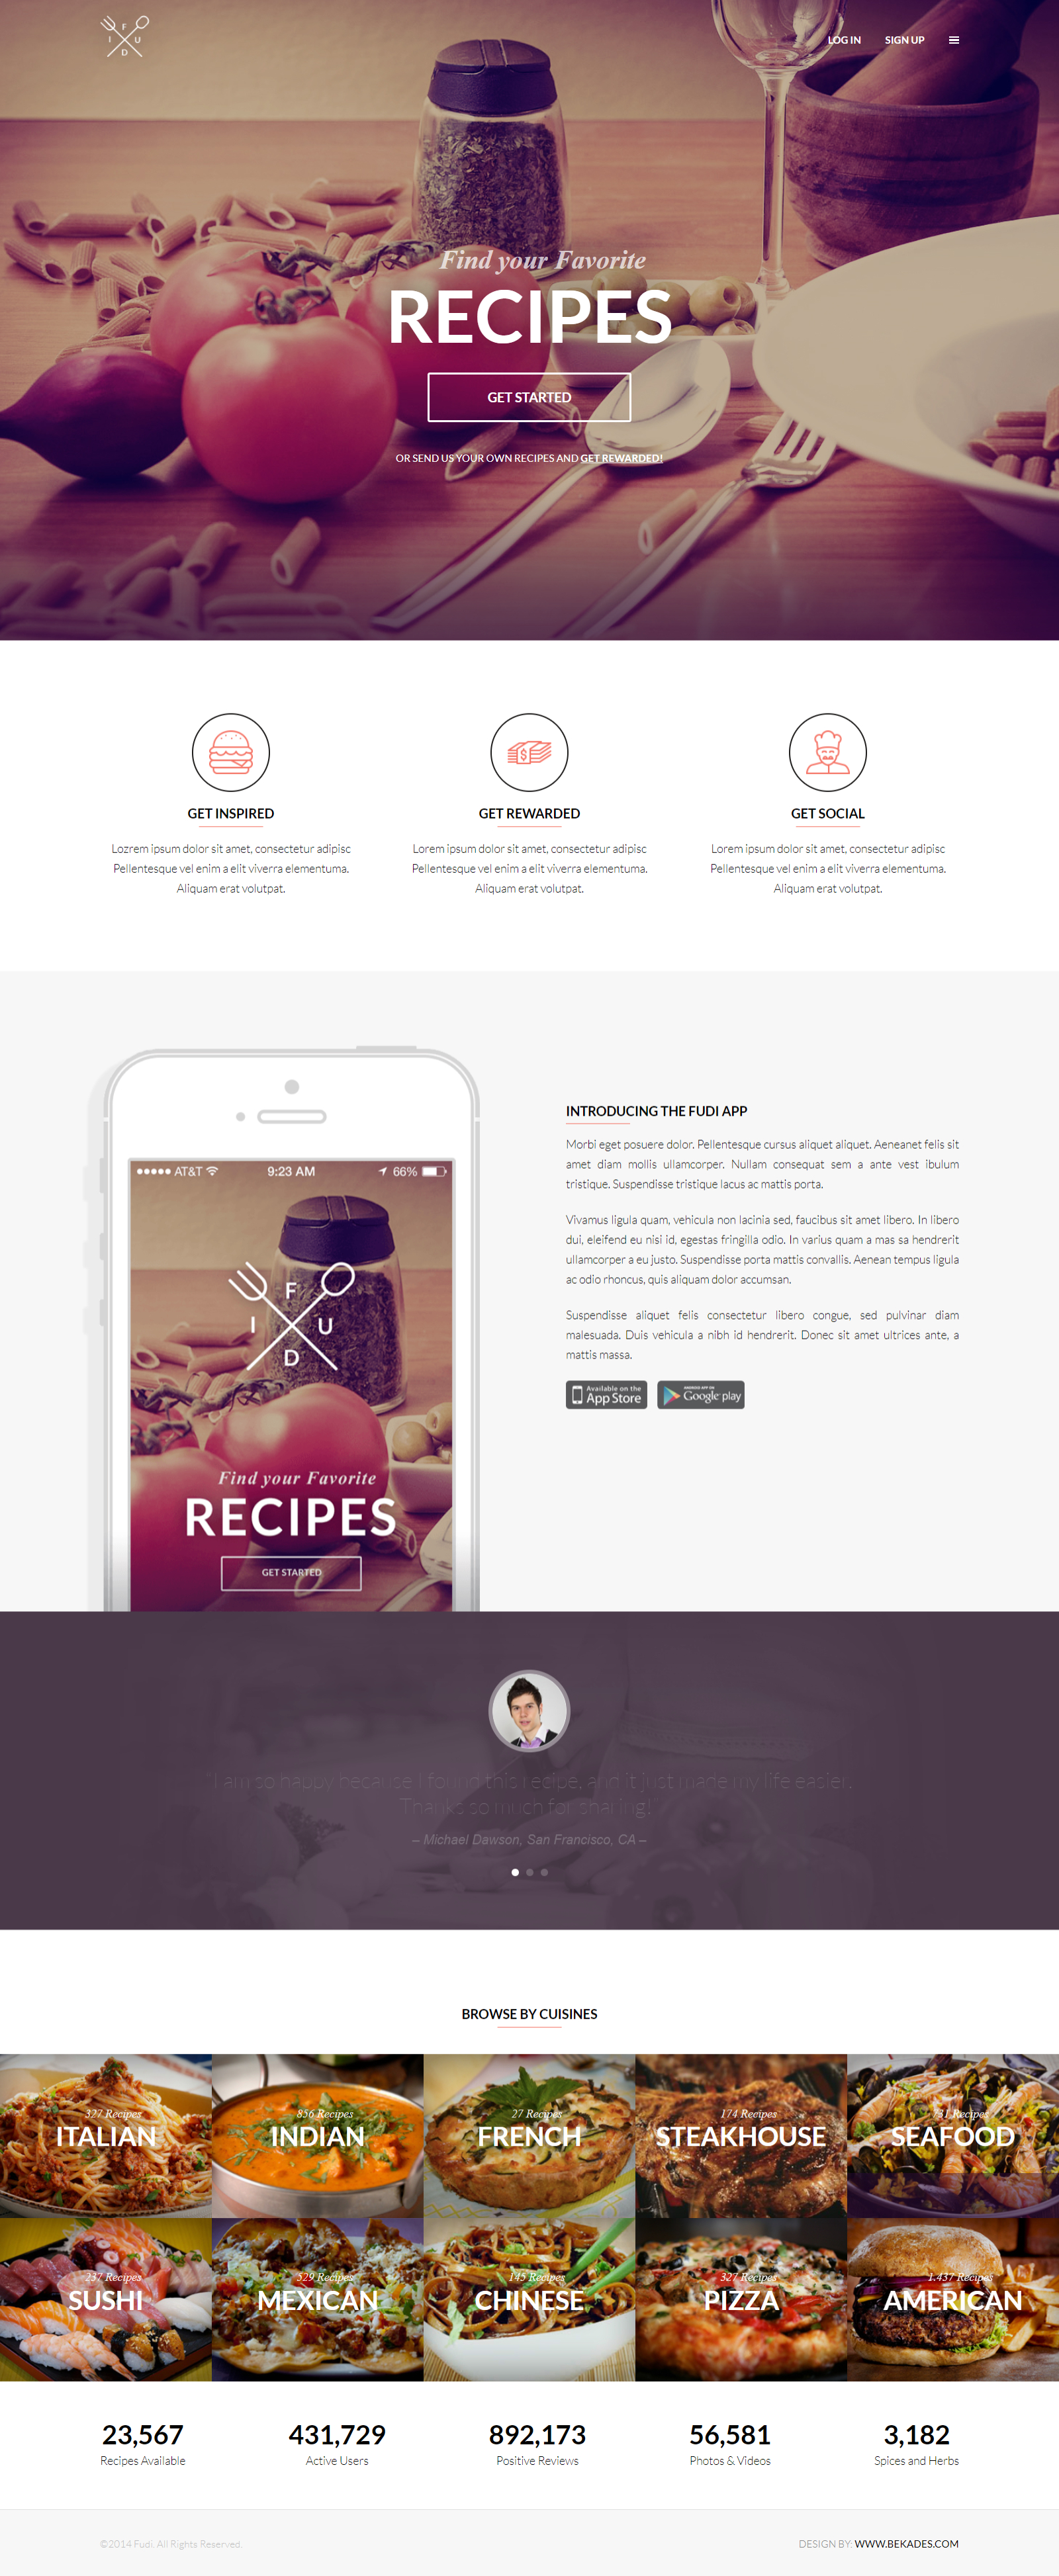 F
I U
D
LOG IN SIGN UP
Find your Favorite
RECIPES
GET STARTED
OR SEND US YOUR OWN RECIPES AND GET REWARDED!
GET INSPIRED
Lozrem ipsum dolor sit amet, consectetur adipisc
Pellentesque vel enim a elit viverra elementuma.
Aliquam erat volutpat.
GET REWARDED
Lorem ipsum dolor sit amet, consectetur adipisc
Pellentesque vel enim a elit viverra elementuma.
Aliquam erat volutpat.
GET SOCIAL
Lorem ipsum dolor sit amet, consectetur adipisc
Pellentesque vel enim a elit viverra elementuma.
Aliquam erat volutpat.
AT&T 9:23 AM 66%
F
I U
D
Find your Favorite
RECIPES
GET STARTED
INTRODUCING THE FUDI APP
Morbi eget posuere dolor. Pellentesque cursus aliquet aliquet. Aeneanet felis sit
amet diam mollis ullamcorper. Nullam consequat sem a ante vest ibulum
tristique. Suspendisse tristique lacus ac mattis porta.
Vivamus ligula quam, vehicula non lacinia sed, faucibus sit amet libero. In libero
dui, eleifend eu nisi id, egestas fringilla odio. In varius quam a mas sa hendrerit
ullamcorper a eu justo. Suspendisse porta mattis convallis. Aenean tempus ligula
ac odio rhoncus, quis aliquam dolor accumsan.
Suspendisse aliquet felis consectetur libero congue, sed pulvinar diam
malesuada. Duis vehicula a nibh id hendrerit. Donec sit amet ultrices ante, a
mattis massa.
Available on the
App Store
ANDROID APP ON
Google play
"I am so happy because I found this recipe, and it just made my life easier.
Thanks so much for sharing!
– Michael Dawson, San Francisco, CA –
BROWSE BY CUISINES
327 Recipes
ITALIAN
856 Recipes
INDIAN
27 Recipes
FRENCH
174 Recipes
STEAKHOUSE
731 Recipes
SEAFOOD
237 Recipes
SUSHI
529 Recipes
MEXICAN
145 Recipes
CHINESE
327 Recipes
PIZZA
1,437 Recipes
AMERICAN
23,567
Recipes Available
431,729
Active Users
892,173
Positive Reviews
56,581
Photos & Videos
3,182
Spices and Herbs
©2014 Fudi. All Rights Reserved.
DESIGN BY: WWW.BEKADES.COM